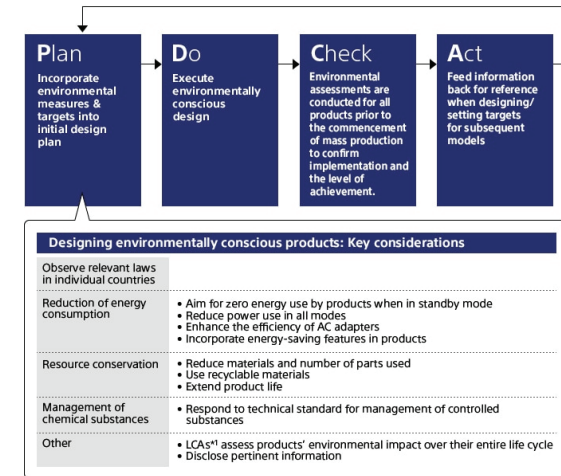 Plan
Incorporate
environmental
measures &
targets into
initial design
plan
Do
Execute
environmentally
conscious
design
Check
Environmental
assessments are
conducted for all
products prior to
the commencement
of mass production
to confirm
implementation and
the level of
achievement.
Act
Feed information
back for reference
when designing/
setting targets
for subsequent
models
Designing environmentally conscious products: Key considerations
Observe relevant laws
in individual countries
Reduction of energy
consumption
• Aim for zero energy use by products when in standby mode
• Reduce power use in all modes
• Enhance the efficiency of AC adapters
• Incorporate energy-saving features in products
Resource conservation
• Reduce materials and number of parts used
• Use recyclable materials
• Extend product life
Management of
chemical substances
• Respond to technical standard for management of controlled
substances
Other
• LCAs*1 assess products’ environmental impact over their entire life cycle
• Disclose pertinent information